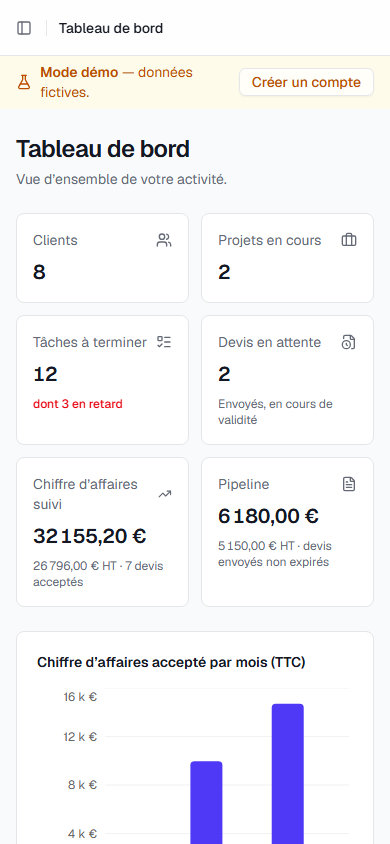 Tableau de bord
Mode démo — données
fictives.
Créer un compte
Tableau de bord
Vue d'ensemble de votre activité.
Clients
8
Projets en cours
2
Tâches à terminer
12
dont 3 en retard
Devis en attente
2
Envoyés, en cours de
validité
Chiffre d'affaires
suivi
32 155,20 €
26 796,00 € HT · 7 devis
acceptés
Pipeline
6 180,00 €
5 150,00 € HT · devis
envoyés non expirés
Chiffre d'affaires accepté par mois (TTC)
16 k €
12 k €
8 k €
4 k €